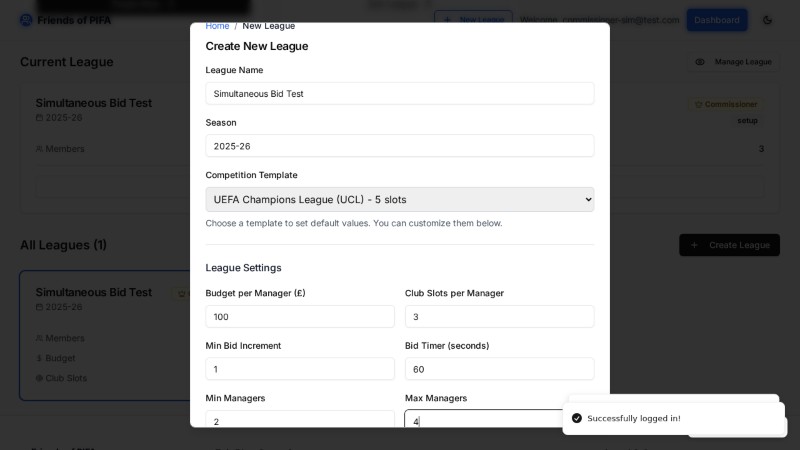 Friends of PIFA
New League
Welcome, commissioner-sim@test.com
Dashboard
Home / New League
Create New League
League Name
Simultaneous Bid Test
Season
2025-26
Competition Template
UEFA Champions League (UCL) - 5 slots
Choose a template to set default values. You can customize them below.
League Settings
Budget per Manager (£)
Club Slots per Manager
100
3
Min Bid Increment
Bid Timer (seconds)
1
60
Min Managers
Max Managers
2
4
Current League
Manage League
Simultaneous Bid Test
Commissioner
2025-26
setup
Members
3
All Leagues (1)
Create League
Simultaneous Bid Test
2025-26
Members
Budget
Club Slots
Successfully logged in!